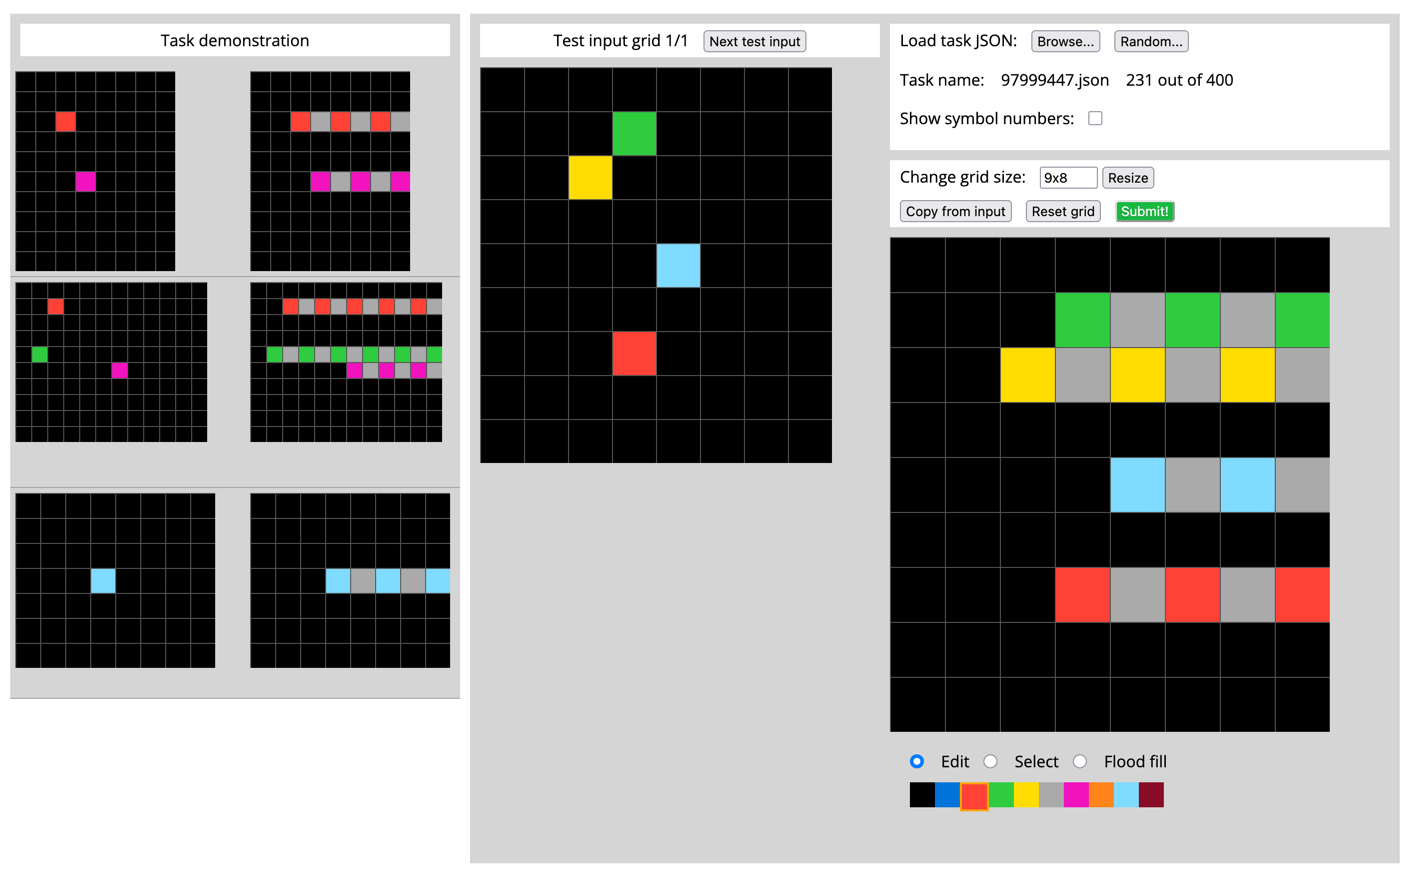 Task demonstration
Test input grid 1/1 Next test input
Load task JSON: Browse... Random...
Task name: 97999447.json 231 out of 400
Show symbol numbers:
Change grid size: 9x8 Resize
Copy from input Reset grid Submit!
Edit Select Flood fill